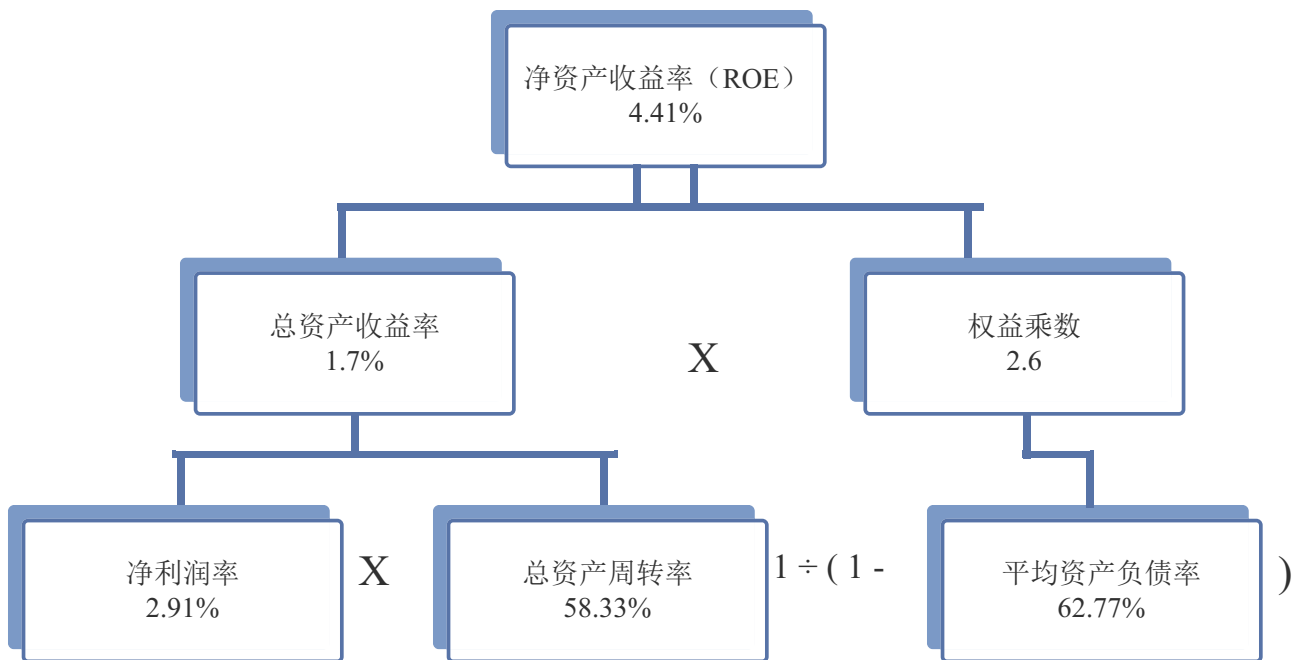 净资产收益率（ROE）
4.41%
总资产收益率
1.7%
X
权益乘数
2.6
净利润率
2.91%
X
总资产周转率
58.33%
1 ÷ ( 1 -
平均资产负债率
62.77%
)